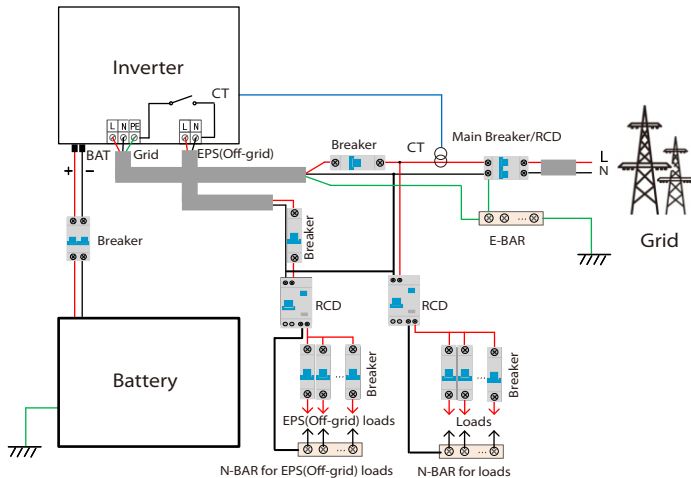 Inverter
CT
L N PE
L N
BAT
Grid
EPS(Off-grid)
+
−
Breaker
CT
Main Breaker/RCD
L
N
Grid
E-BAR
...
Breaker
Breaker
RCD
RCD
Battery
...
Breaker
...
Breaker
EPS(Off-grid) loads
Loads
...
...
N-BAR for EPS(Off-grid) loads
N-BAR for loads